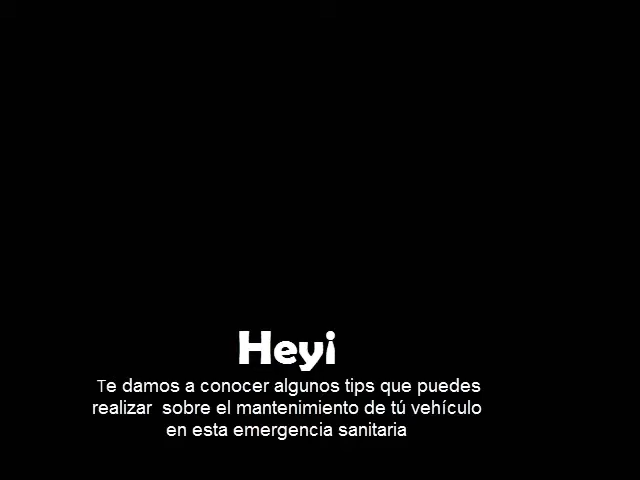 Heyi
Te damos a conocer algunos tips que puedes
realizar  sobre el mantenimiento de tú vehículo
en esta emergencia sanitaria